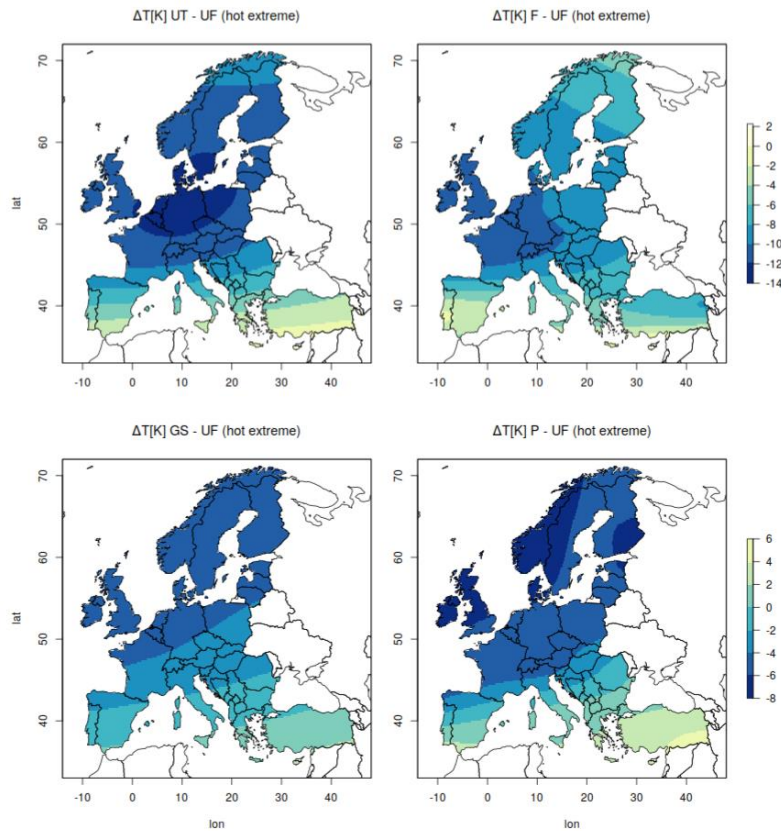 ΔT[K] UT - UF (hot extreme)
ΔT[K] F - UF (hot extreme)
70
60
50
40
lat
-10 0 10 20 30 40
70
60
50
40
-10 0 10 20 30 40
2
0
-2
-4
-6
-8
-10
-12
-14
ΔT[K] GS - UF (hot extreme)
ΔT[K] P - UF (hot extreme)
70
60
50
40
lat
-10 0 10 20 30 40
lon
70
60
50
40
-10 0 10 20 30 40
lon
6
4
2
0
-2
-4
-6
-8